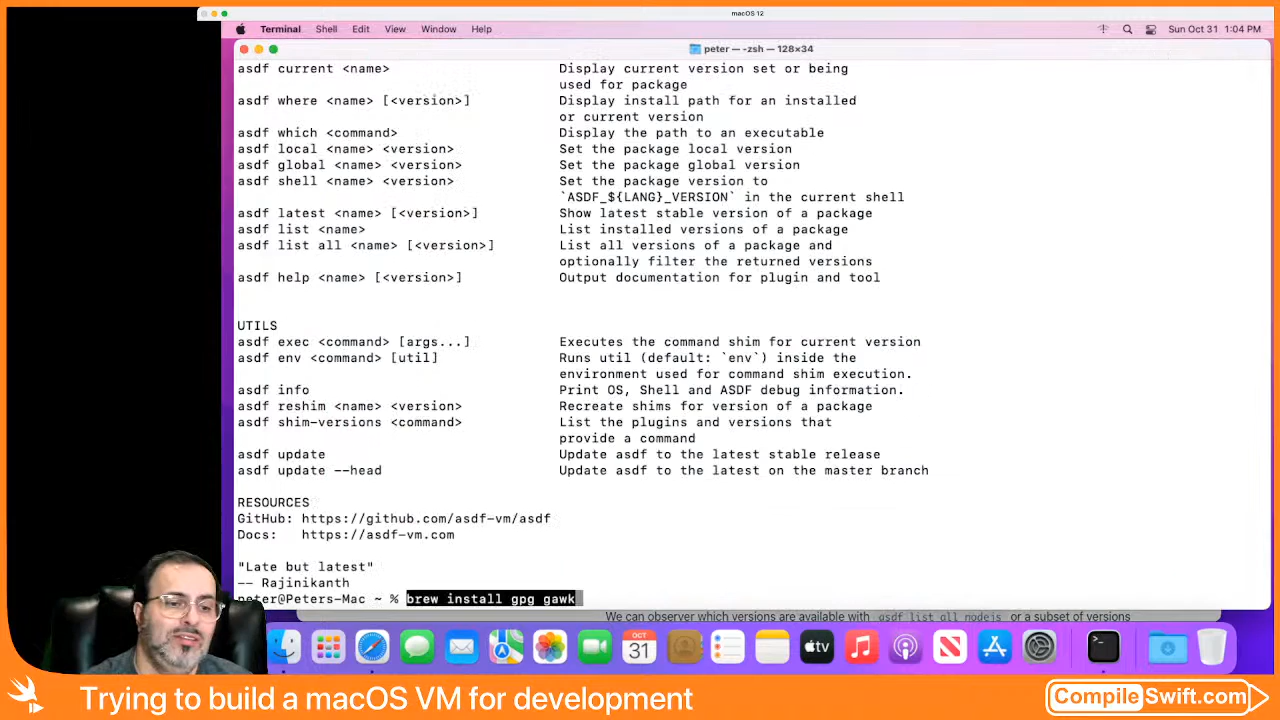 macOS 12
Terminal Shell Edit View Window Help Sun Oct 31 1:04 PM
peter — -zsh — 128×34
asdf current <name> Display current version set or being
used for package
asdf where <name> [<version>] Display install path for an installed
or current version
asdf which <command> Display the path to an executable
asdf local <name> <version> Set the package local version
asdf global <name> <version> Set the package global version
asdf shell <name> <version> Set the package version to
`ASDF_${LANG}_VERSION` in the current shell
asdf latest <name> [<version>] Show latest stable version of a package
asdf list <name> List installed versions of a package
asdf list all <name> [<version>] List all versions of a package and
optionally filter the returned versions
asdf help <name> [<version>] Output documentation for plugin and tool
UTILS
asdf exec <command> [args...] Executes the command shim for current version
asdf env <command> [util] Runs util (default: `env`) inside the
environment used for command shim execution.
asdf info Print OS, Shell and ASDF debug information.
asdf reshim <name> <version> Recreate shims for version of a package
asdf shim-versions <command> List the plugins and versions that
provide a command
asdf update Update asdf to the latest stable release
asdf update --head Update asdf to the latest on the master branch
RESOURCES
GitHub: https://github.com/asdf-vm/asdf
Docs: https://asdf-vm.com
"Late but latest"
-- Rajinikanth
peter@Peters-Mac ~ % brew install gpg gawk
We can observer which versions are available with asdf list all nodejs or a subset of versions
OCT
31
tv
Trying to build a macOS VM for development
CompileSwift.com